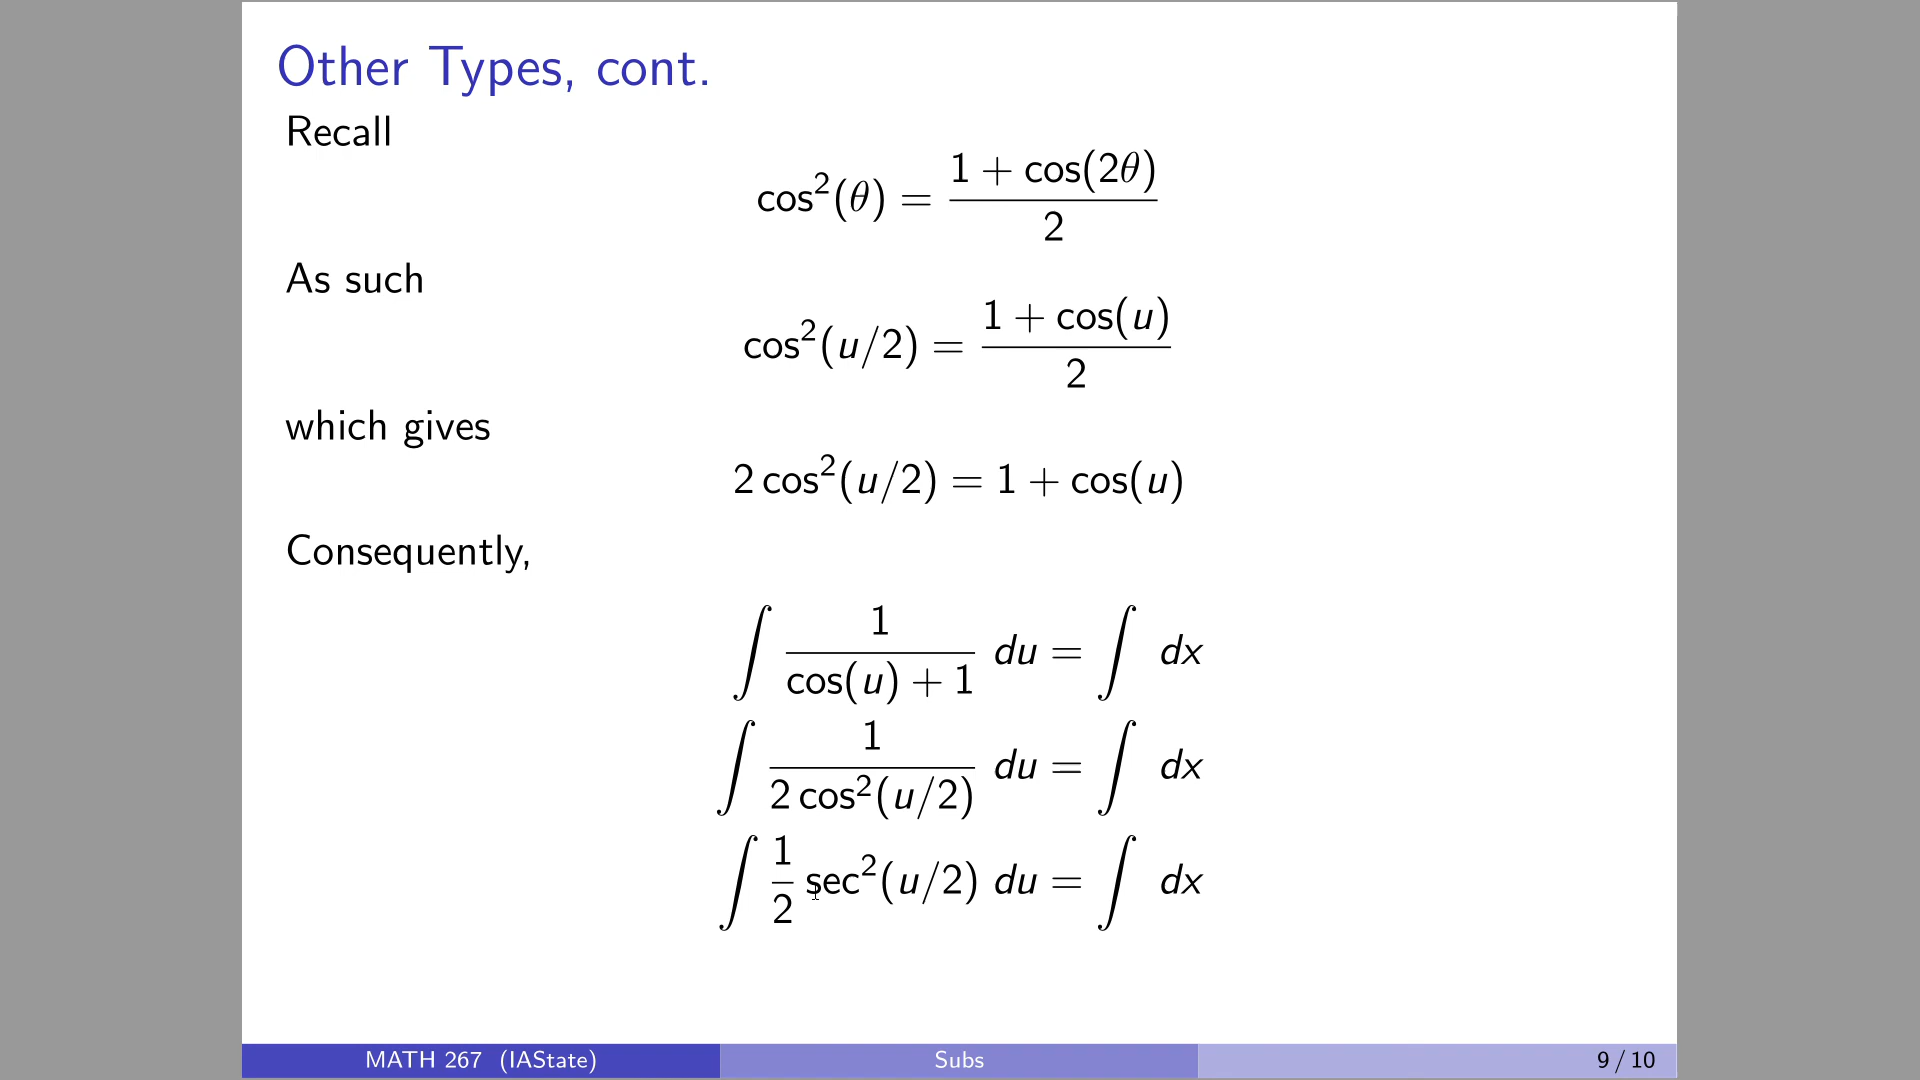 Other Types, cont.
Recall
cos²(θ) = (1 + cos(2θ))/2
As such
cos²(u/2) = (1 + cos(u))/2
which gives
2 cos²(u/2) = 1 + cos(u)
Consequently,
∫ 1/(cos(u) + 1) du = ∫ dx
∫ 1/(2 cos²(u/2)) du = ∫ dx
∫ 1/2 sec²(u/2) du = ∫ dx
MATH 267 (IAState) Subs 9 / 10